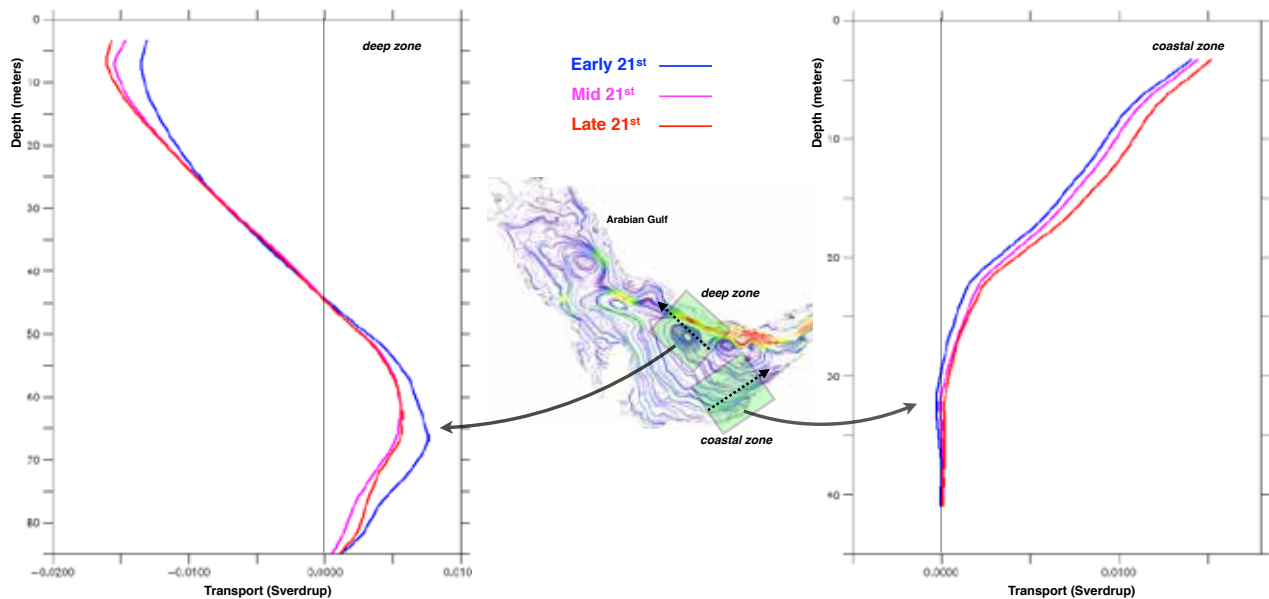 0
10
20
30
40
50
60
70
80
-0.0200
-0.0100
0.0000
0.010
Depth (meters)
Transport (Sverdrup)
deep zone
Early 21st
Mid 21st
Late 21st
Arabian Gulf
deep zone
coastal zone
0
10
20
30
40
0.0000
0.0100
Depth (meters)
Transport (Sverdrup)
coastal zone